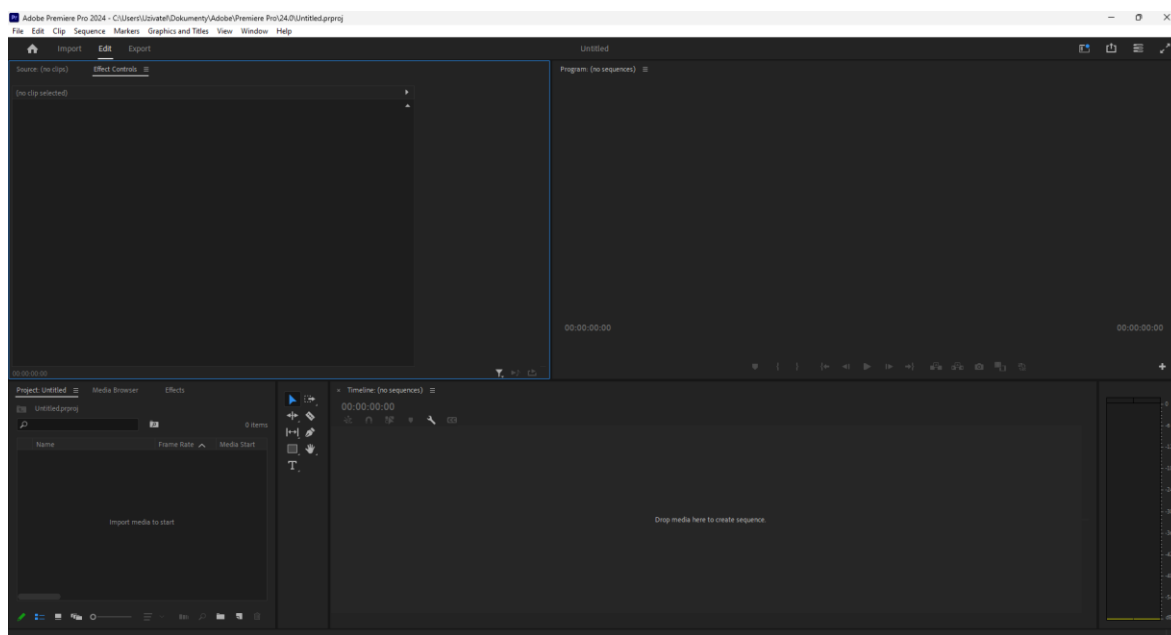 Pr Adobe Premiere Pro 2024 - C:\Users\Uzivatel\Dokumenty\Adobe\Premiere Pro\24.0\Untitled.prproj
File Edit Clip Sequence Markers Graphics and Titles View Window Help
Import Edit Export Untitled
Source: (no clips) Effect Controls
Program: (no sequences)
(no clip selected)
00:00:00:00 00:00:00:00
00:00:00:00
Project: Untitled Media Browser Effects
Timeline: (no sequences)
Untitled.prproj
00:00:00:00
0 items
Name Frame Rate Media Start
T
Import media to start
Drop media here to create sequence.